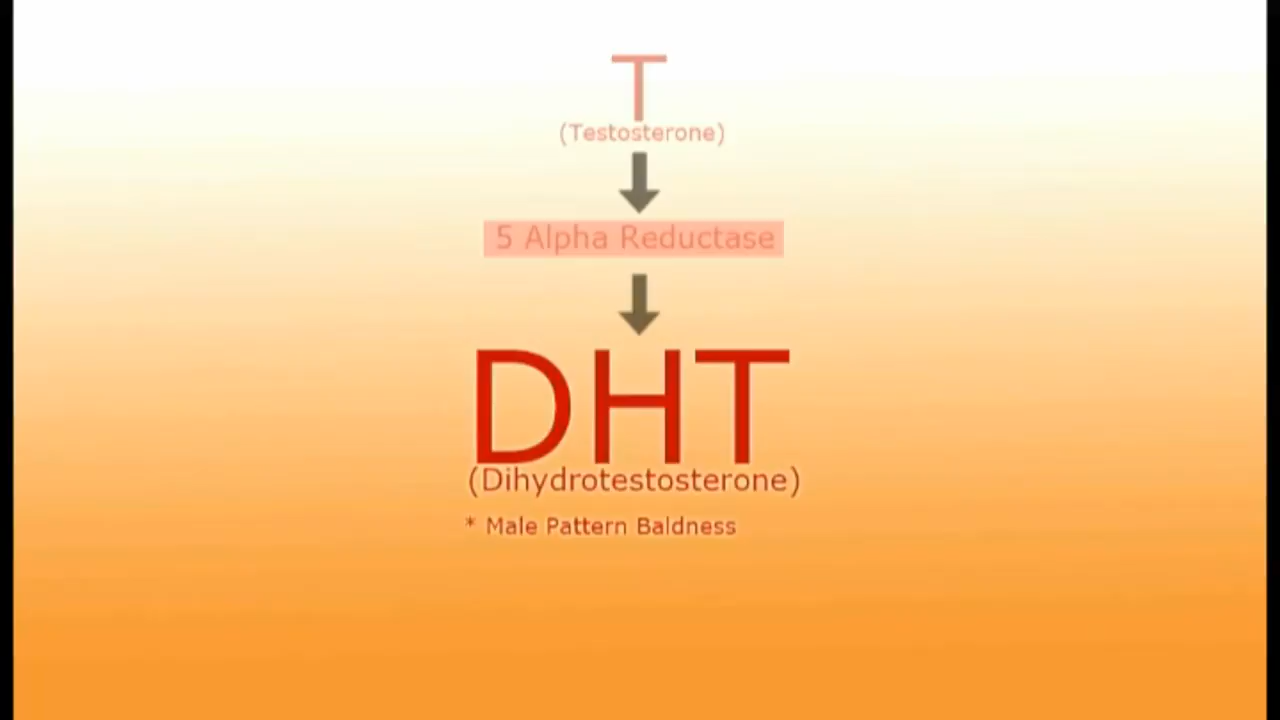 T
(Testosterone)
5 Alpha Reductase
DHT
(Dihydrotestosterone)
* Male Pattern Baldness